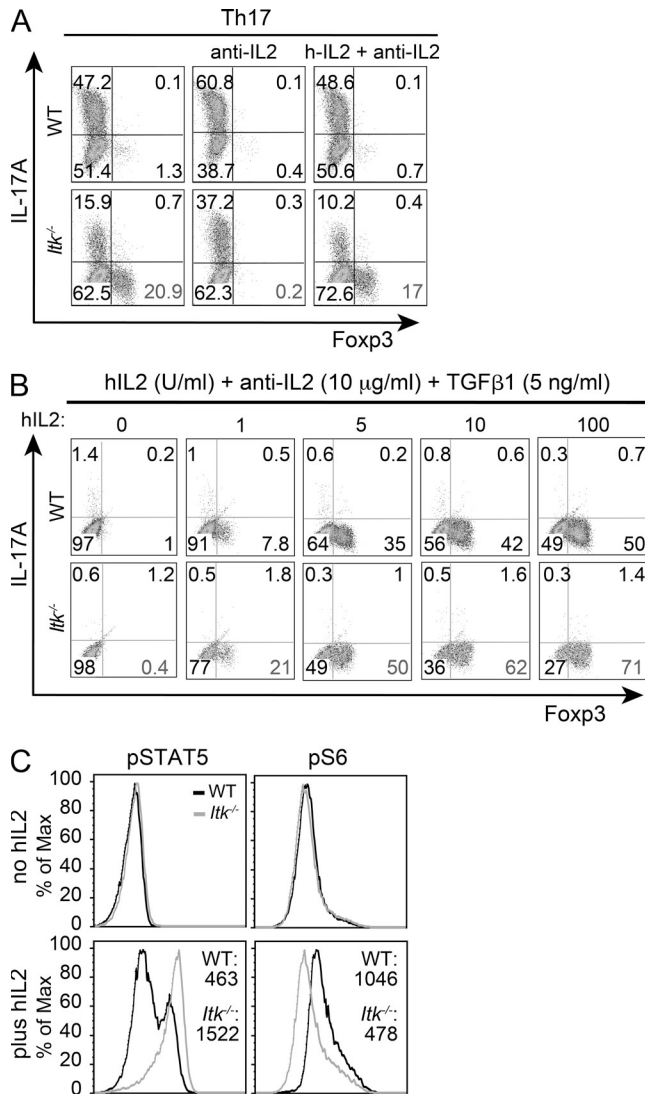 A
Th17
anti-IL2 h-IL2 + anti-IL2
IL-17A
WT
47.2 0.1 60.8 0.1 48.6 0.1
51.4 1.3 38.7 0.4 50.6 0.7
Itk-/-
15.9 0.7 37.2 0.3 10.2 0.4
62.5 20.9 62.3 0.2 72.6 17
Foxp3
B
hIL2 (U/ml) + anti-IL2 (10 μg/ml) + TGFβ1 (5 ng/ml)
hIL2: 0 1 5 10 100
IL-17A
WT
1.4 0.2 1 0.5 0.6 0.2 0.8 0.6 0.3 0.7
97 1 91 7.8 64 35 56 42 49 50
Itk-/-
0.6 1.2 0.5 1.8 0.3 1 0.5 1.6 0.3 1.4
98 0.4 77 21 49 50 36 62 27 71
Foxp3
C
pSTAT5 pS6
no hIL2
% of Max
100
80
60
40
20
0
WT
Itk-/-
plus hIL2
% of Max
100
80
60
40
20
0
WT:
463
Itk-/-:
1522
WT:
1046
Itk-/-:
478